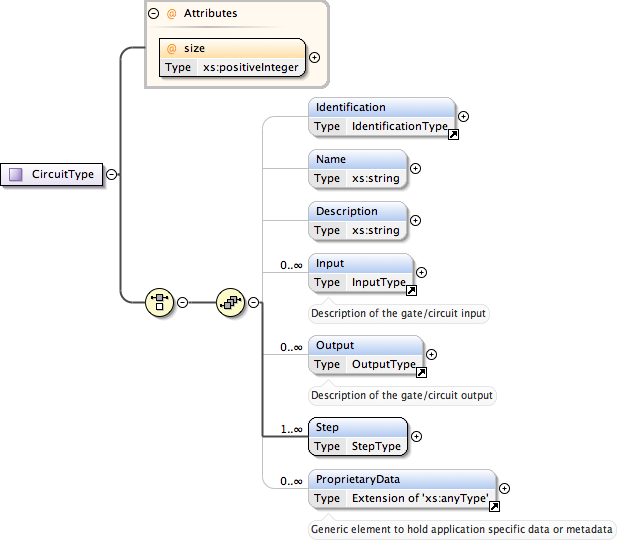 @ Attributes
@ size
Type xs:positiveInteger
CircuitType
Identification
Type IdentificationType
Name
Type xs:string
Description
Type xs:string
0..∞
Input
Type InputType
Description of the gate/circuit input
0..∞
Output
Type OutputType
Description of the gate/circuit output
1..∞
Step
Type StepType
0..∞
ProprietaryData
Type Extension of 'xs:anyType'
Generic element to hold application specific data or metadata